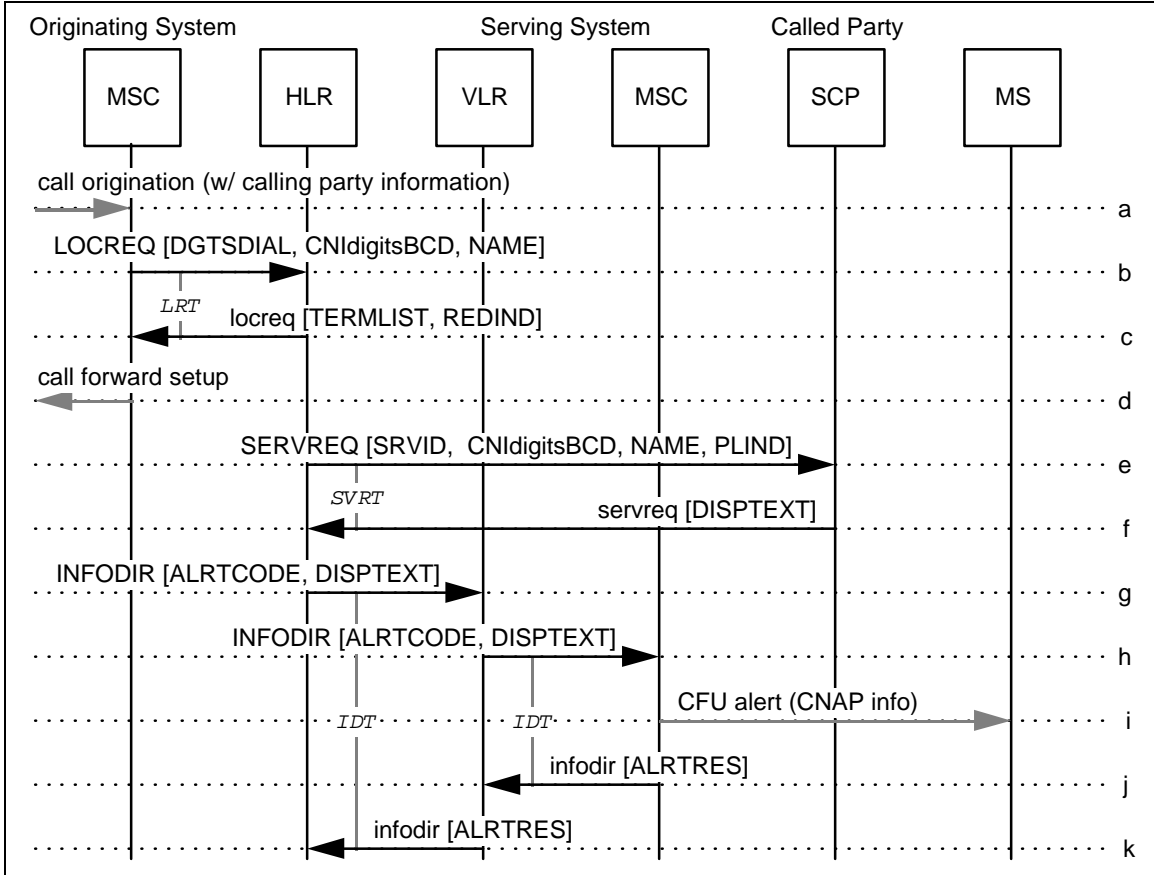 Originating System Serving System Called Party
MSC HLR VLR MSC SCP MS
call origination (w/ calling party information)
a
LOCREQ [DGTSDIAL, CNIdigitsBCD, NAME]
b
LRT
locreq [TERMLIST, REDIND]
c
call forward setup
d
SERVREQ [SRVID, CNIdigitsBCD, NAME, PLIND]
e
SVRT
servreq [DISPTEXT]
f
INFODIR [ALRTCODE, DISPTEXT]
g
INFODIR [ALRTCODE, DISPTEXT]
h
CFU alert (CNAP info)
IDT IDT i
infodir [ALRTRES]
j
infodir [ALRTRES]
k